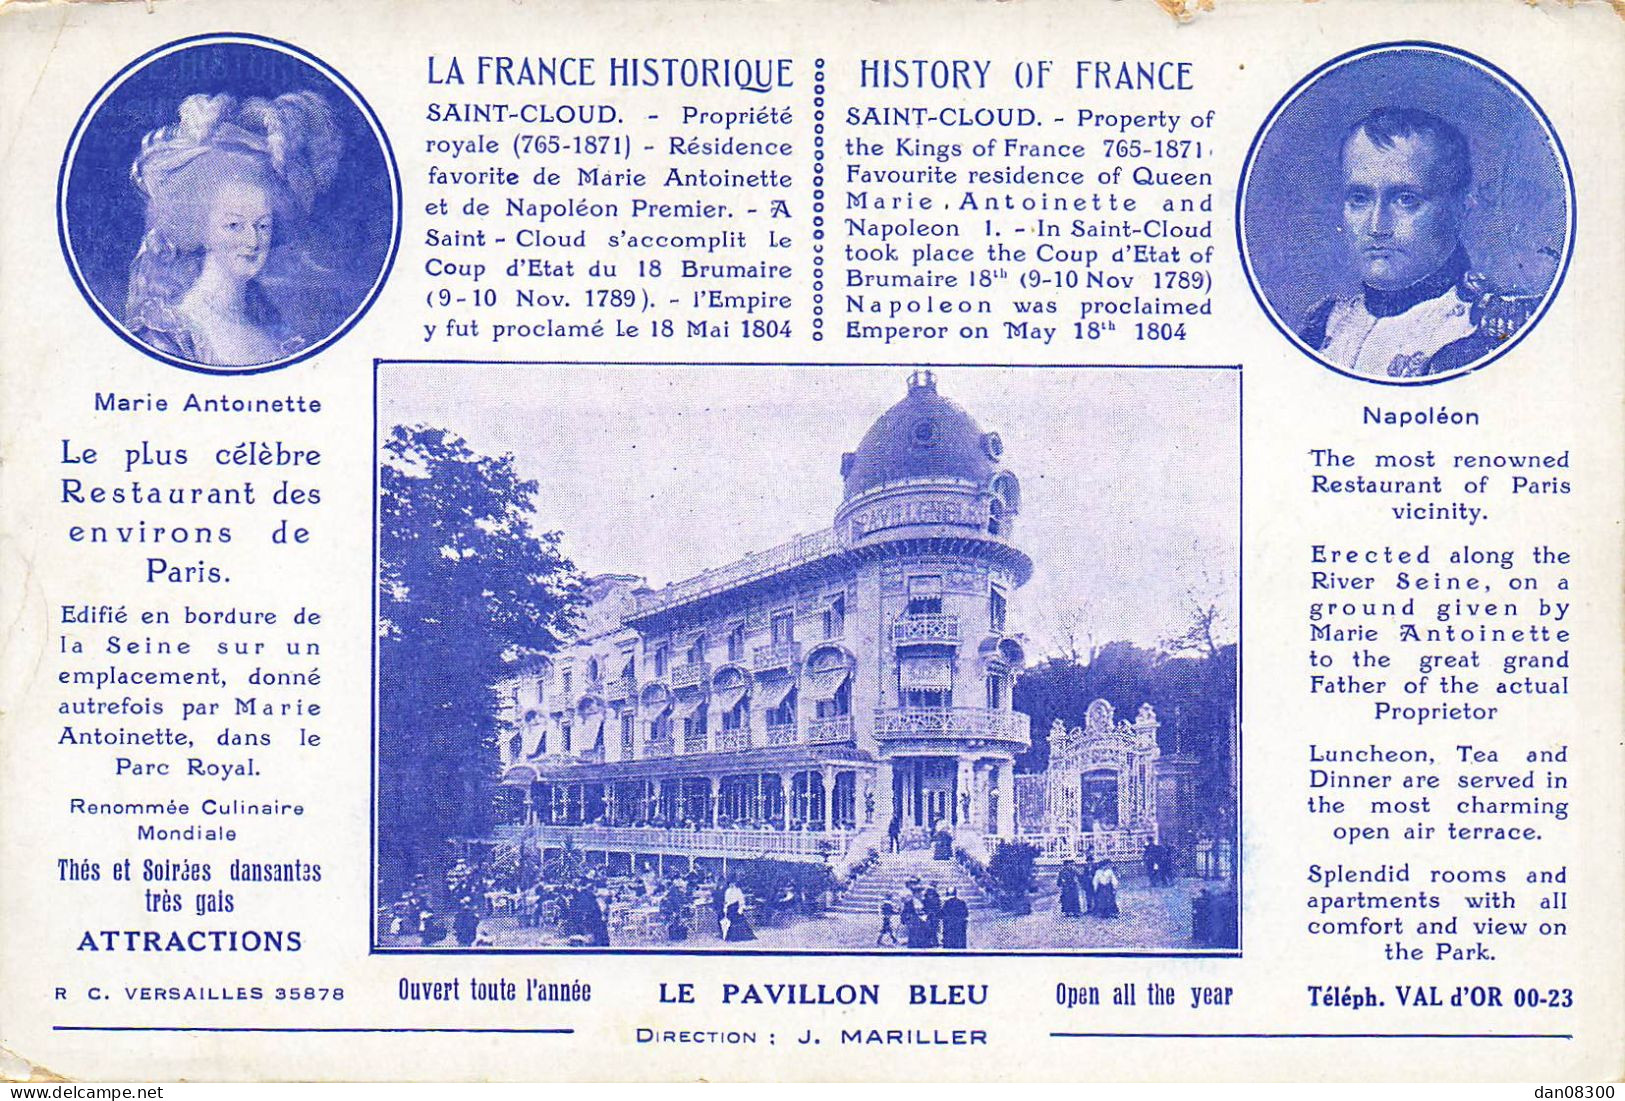 LA FRANCE HISTORIQUE
SAINT-CLOUD. - Propriété
royale (765-1871) - Résidence
favorite de Marie Antoinette
et de Napoléon Premier. - A
Saint - Cloud s'accomplit le
Coup d'Etat du 18 Brumaire
(9-10 Nov. 1789). - l'Empire
y fut proclamé le 18 Mai 1804
HISTORY OF FRANCE
SAINT-CLOUD. - Property of
the Kings of France 765-1871.
Favourite residence of Queen
Marie. Antoinette and
Napoleon 1. - In Saint-Cloud
took place the Coup d'Etat of
Brumaire 18th (9-10 Nov 1789)
Napoleon was proclaimed
Emperor on May 18th 1804
Marie Antoinette
Le plus célèbre
Restaurant des
environs de
Paris.
Edifié en bordure de
la Seine sur un
emplacement, donné
autrefois par Marie
Antoinette, dans le
Parc Royal.
Renommée Culinaire
Mondiale
Thés et Soirées dansantes
très gais
ATTRACTIONS
R C. VERSAILLES 35878
PAVILLON BLEU
Napoléon
The most renowned
Restaurant of Paris
vicinity.
Erected along the
River Seine, on a
ground given by
Marie Antoinette
to the great grand
Father of the actual
Proprietor
Luncheon, Tea and
Dinner are served in
the most charming
open air terrace.
Splendid rooms and
apartments with all
comfort and view on
the Park.
Téléph. VAL d'OR 00-23
Ouvert toute l'année
LE PAVILLON BLEU
Open all the year
DIRECTION : J. MARILLER
dan08300